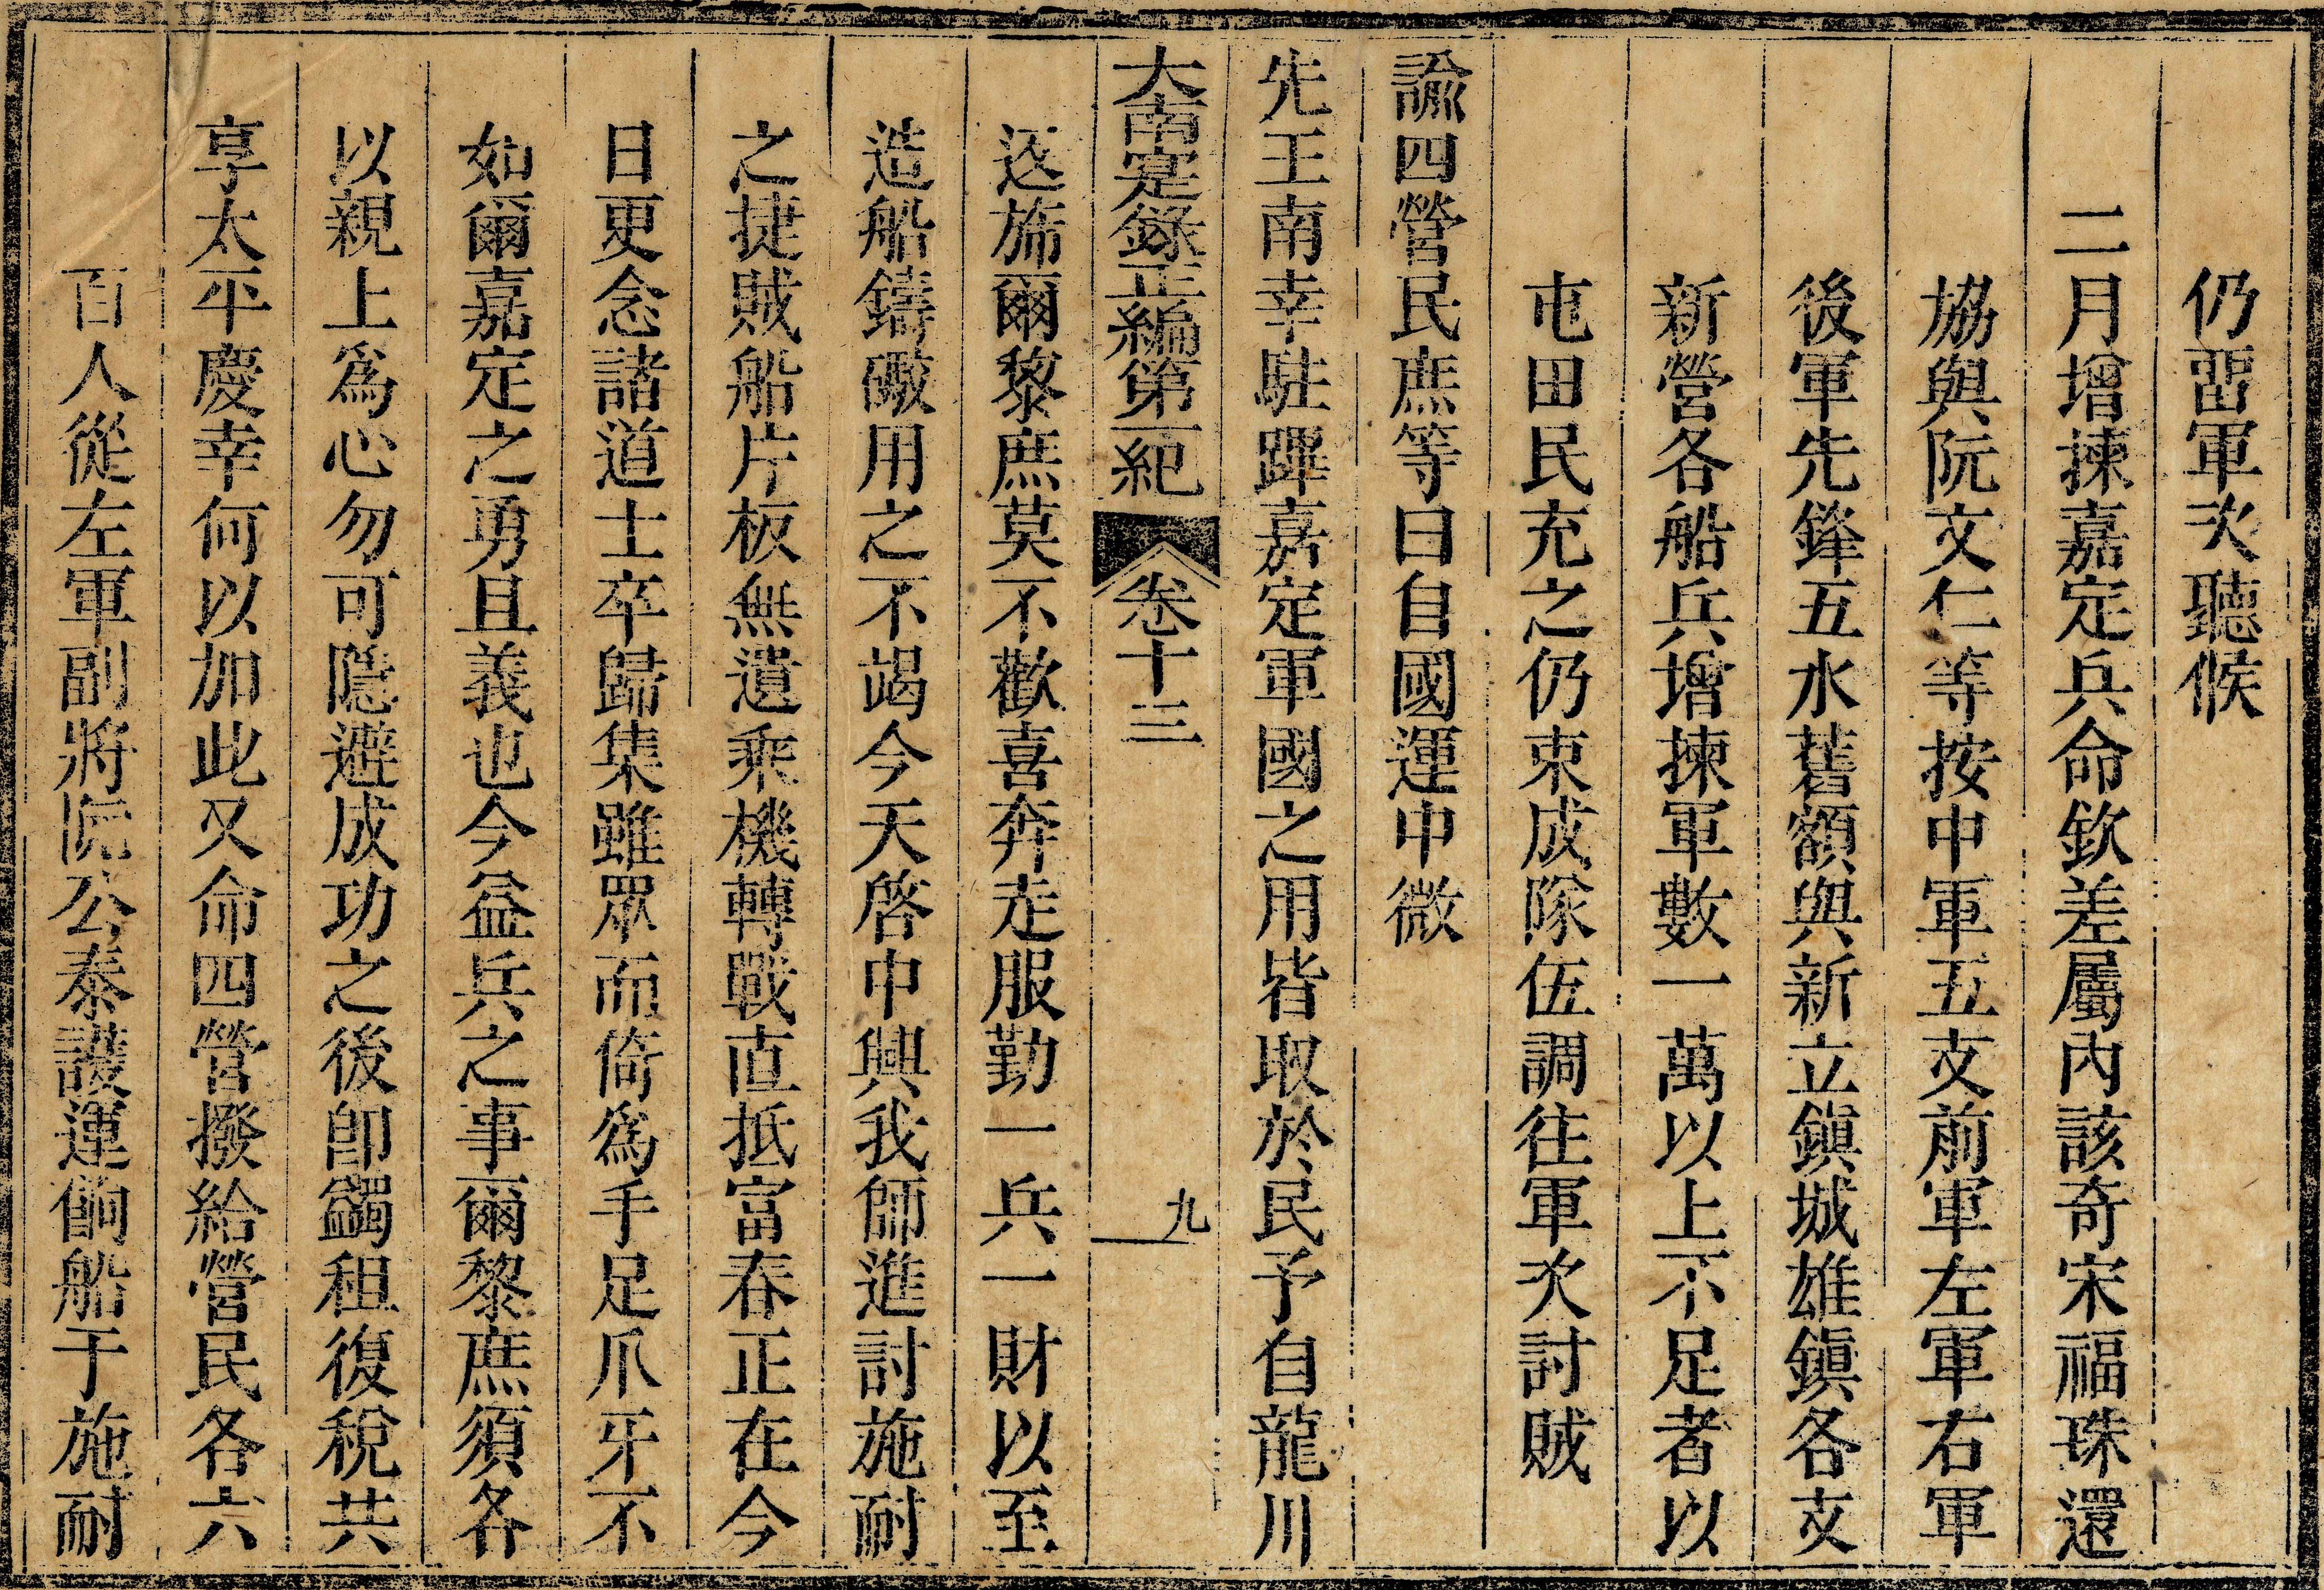 仍畱軍次聽候
二月增揀嘉定兵命欽差屬內該奇宋福珠還
恊與阮文仁等按中軍五支前軍左軍右軍
後軍先鋒五水舊額與新立鎭城雄鎭各支
新營各船兵增揀軍數一萬以上不足者以
屯田民充之仍束成隊伍調往軍次討賊
諭四營民庶等曰自國運中微
先王南幸駐蹕嘉定軍國之用皆取於民予自龍川
大南寔錄正編第一紀 卷十三 九
返斾爾黎庶莫不歡喜奔走服勤一兵一財以至
造船鑄礮用之不竭今天啓中興我師進討施耐
之捷賊船片板無遺乘機轉戰直抵富春正在今
日更念諸道士卒歸集雖眾而倚爲手足爪牙不
如爾嘉定之勇且義也今益兵之事爾黎庶須各
以親上爲心勿可隱避成功之後卽蠲租復稅共
享太平慶幸何以加此又命四營撥給營民各六
百人從左軍副將阮公泰護運餉船于施耐